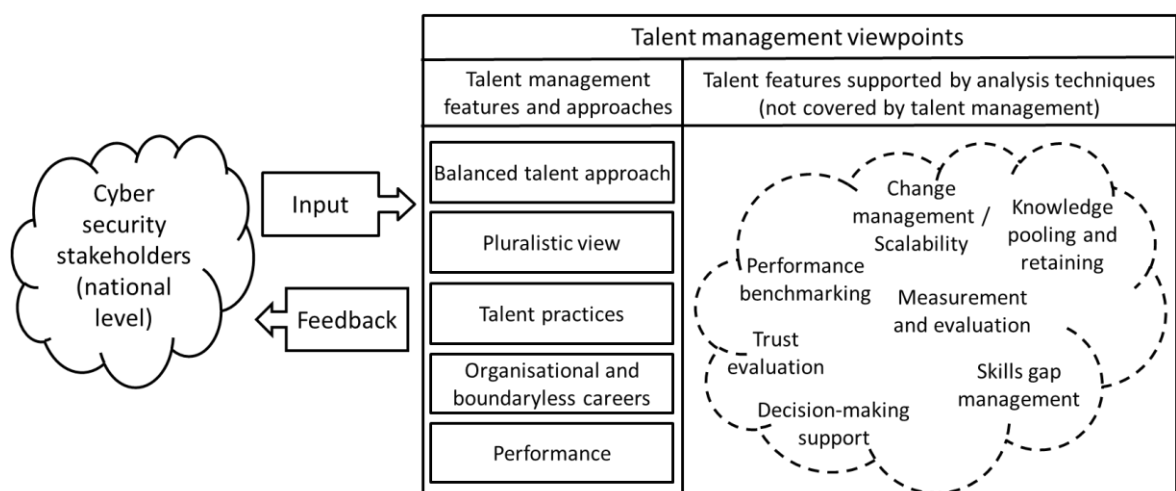 Talent management viewpoints
Talent management
features and approaches
Talent features supported by analysis techniques
(not covered by talent management)
Cyber
security
stakeholders
(national
level)
Input
Feedback
Balanced talent approach
Pluralistic view
Talent practices
Organisational and
boundaryless careers
Performance
Change
management /
Scalability
Knowledge
pooling and
retaining
Performance
benchmarking
Measurement
and evaluation
Trust
evaluation
Skills gap
management
Decision-making
support